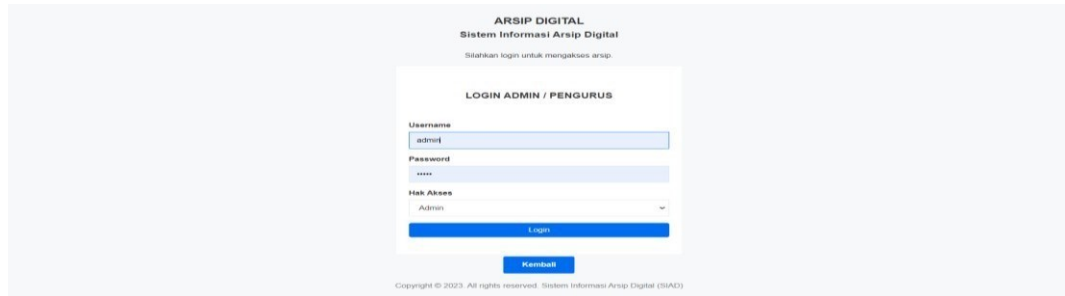 ARSIP DIGITAL
Sistem Informasi Arsip Digital
Silahkan login untuk mengakses arsip.
LOGIN ADMIN / PENGURUS
Username
admin
Password
•••••
Hak Akses
Admin
Login
Kembali
Copyright © 2023. All rights reserved. Sistem Informasi Arsip Digital (SIAD)